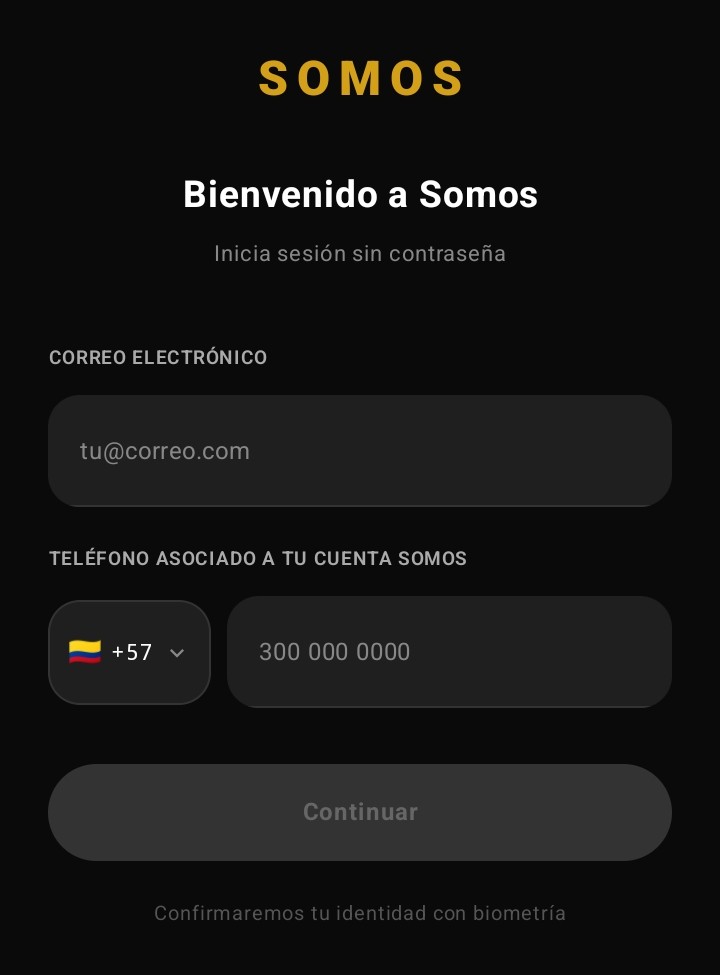 SOMOS
Bienvenido a Somos
Inicia sesión sin contraseña
CORREO ELECTRÓNICO
tu@correo.com
TELÉFONO ASOCIADO A TU CUENTA SOMOS
+57 300 000 0000
Continuar
Confirmaremos tu identidad con biometría